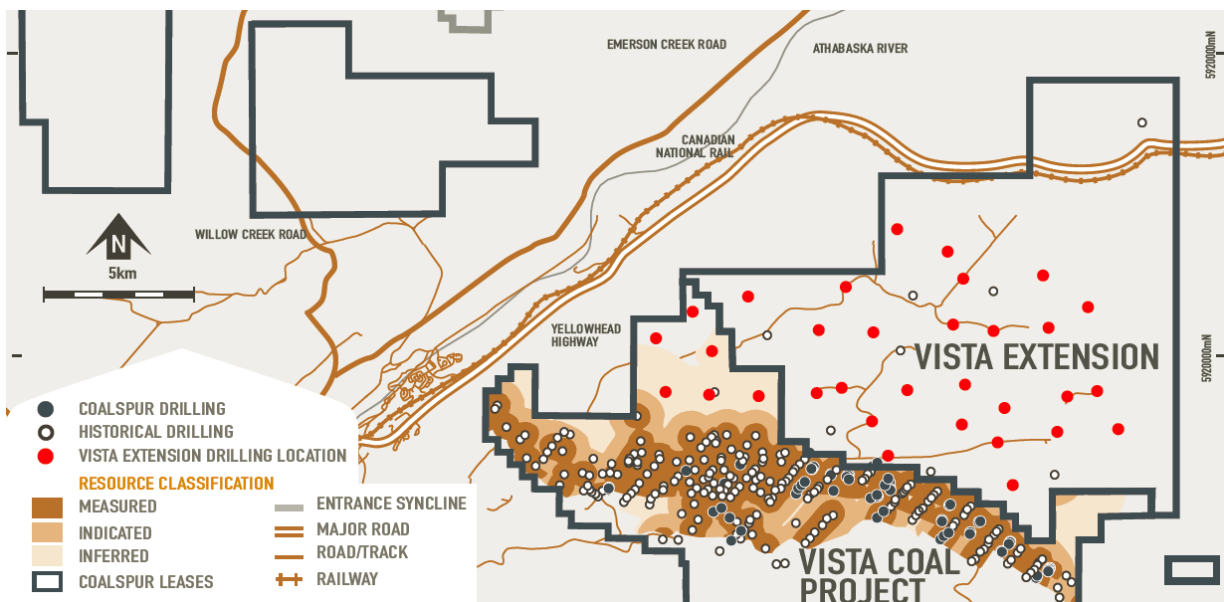 EMERSON CREEK ROAD
ATHABASKA RIVER
5920000mN
CANADIAN
NATIONAL RAIL
WILLOW CREEK ROAD
N
5km
YELLOWHEAD
HIGHWAY
VISTA EXTENSION
5920000mN
COALSPUR DRILLING
HISTORICAL DRILLING
VISTA EXTENSION DRILLING LOCATION
RESOURCE CLASSIFICATION
MEASURED
INDICATED
INFERRED
COALSPUR LEASES
ENTRANCE SYNCLINE
MAJOR ROAD
ROAD/TRACK
RAILWAY
VISTA COAL
PROJECT